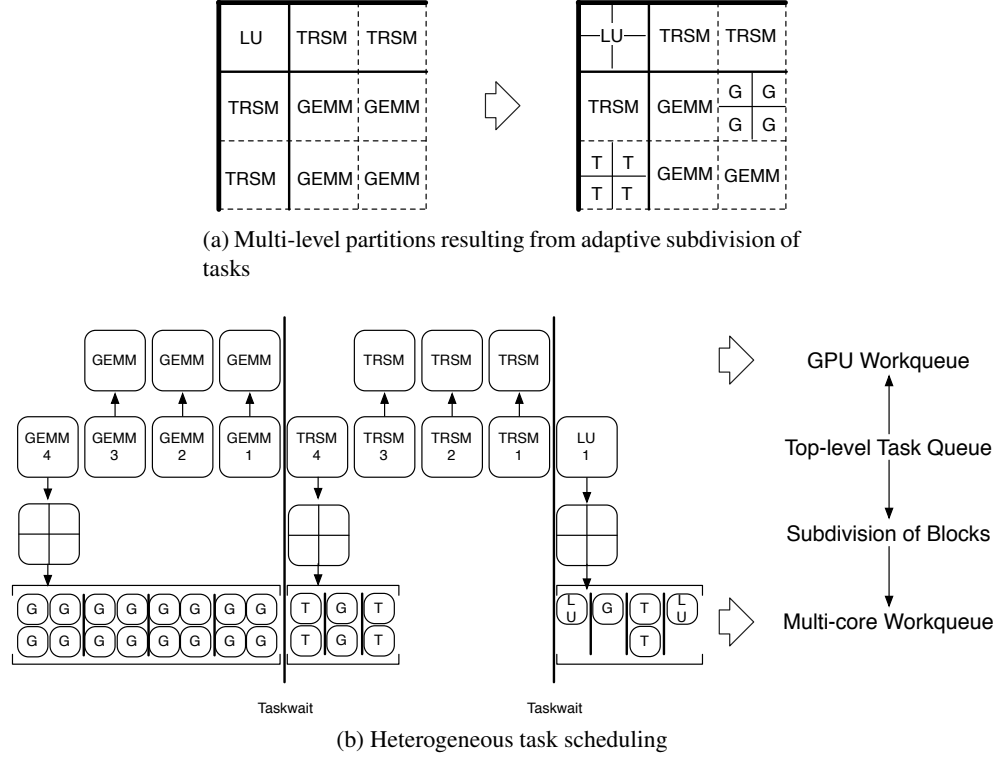 LU TRSM TRSM
TRSM GEMM GEMM
TRSM GEMM GEMM
LU TRSM TRSM
TRSM GEMM G G
G G
T T GEMM GEMM
T T
(a) Multi-level partitions resulting from adaptive subdivision of
tasks
GEMM GEMM GEMM TRSM TRSM TRSM
GPU Workqueue
GEMM 4 GEMM 3 GEMM 2 GEMM 1 TRSM 4 TRSM 3 TRSM 2 TRSM 1 LU 1
Top-level Task Queue
Subdivision of Blocks
G G G G G G G G T G T LU G T LU
G G G G G G G G T G T T
Multi-core Workqueue
Taskwait Taskwait
(b) Heterogeneous task scheduling